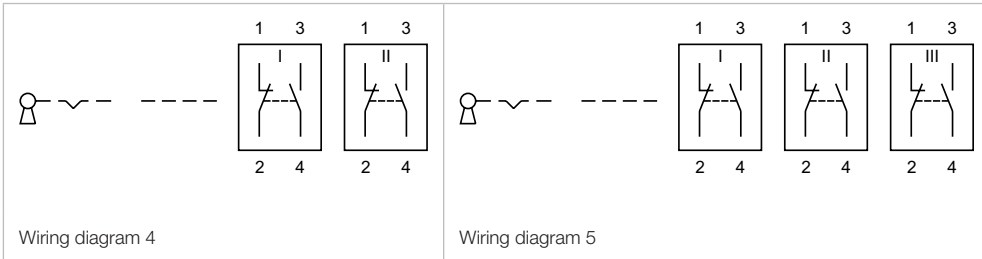 1 3 1 3
I II
2 4 2 4
Wiring diagram 4
1 3 1 3 1 3
I II III
2 4 2 4 2 4
Wiring diagram 5